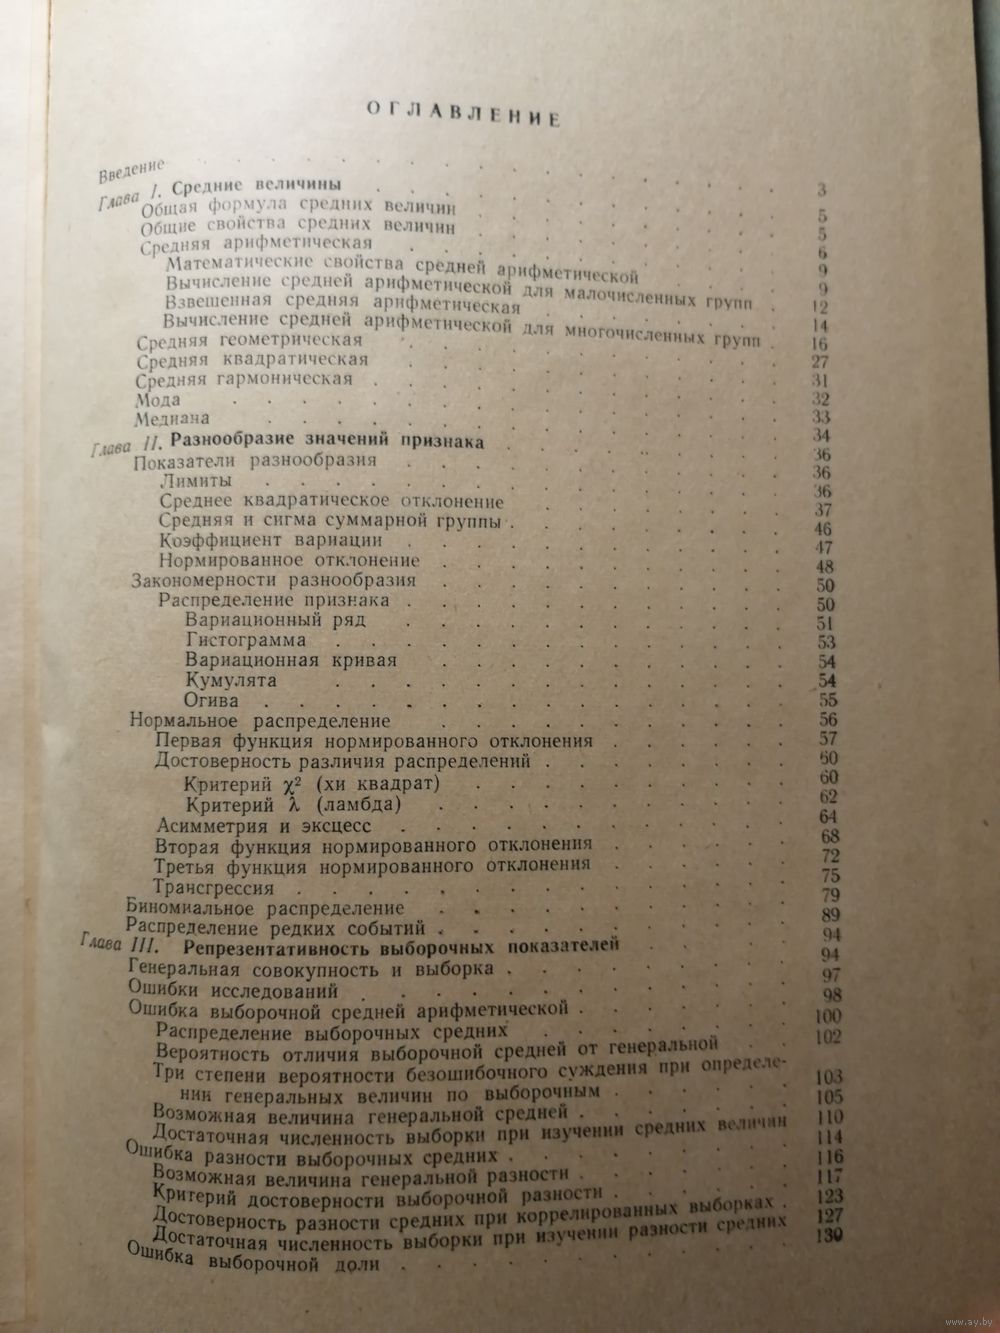 ОГЛАВЛЕНИЕ
Введение . . . . . . . . . . 3
Глава I. Средние величины . . . . . . . . 5
Общая формула средних величин . . . . . . 5
Общие свойства средних величин . . . . . . 6
Средняя арифметическая . . . . . . . . 9
Математические свойства средней арифметической . . . 9
Вычисление средней арифметической для малочисленных групп . 12
Взвешенная средняя арифметическая . . . . . 14
Вычисление средней арифметической для многочисленных групп . 16
Средняя геометрическая . . . . . . . . 27
Средняя квадратическая . . . . . . . . 31
Средняя гармоническая . . . . . . . . 32
Мода . . . . . . . . . . 33
Медиана . . . . . . . . . . 34
Глава II. Разнообразие значений признака . . . . . . 36
Показатели разнообразия . . . . . . . . 36
Лимиты . . . . . . . . . . 36
Среднее квадратическое отклонение . . . . . 37
Средняя и сигма суммарной группы . . . . . 46
Коэффициент вариации . . . . . . . . 47
Нормированное отклонение . . . . . . . 48
Закономерности разнообразия . . . . . . . 50
Распределение признака . . . . . . . . 50
Вариационный ряд . . . . . . . . 51
Гистограмма . . . . . . . . . 53
Вариационная кривая . . . . . . . 54
Кумулята . . . . . . . . . 54
Огива . . . . . . . . . . 55
Нормальное распределение . . . . . . . 56
Первая функция нормированного отклонения . . . . 57
Достоверность различия распределений . . . . . 60
Критерий χ² (хи квадрат) . . . . . . 60
Критерий λ (ламбда) . . . . . . . 62
Асимметрия и эксцесс . . . . . . . . 64
Вторая функция нормированного отклонения . . . . 68
Третья функция нормированного отклонения . . . . 72
Трансгрессия . . . . . . . . . 75
Биномиальное распределение . . . . . . . 79
Распределение редких событий . . . . . . . 89
Глава III. Репрезентативность выборочных показателей . . . . 94
Генеральная совокупность и выборка . . . . . . 94
Ошибки исследований . . . . . . . . 97
Ошибка выборочной средней арифметической . . . . 98
Распределение выборочных средних . . . . . 100
Вероятность отличия выборочной средней от генеральной . . 102
Три степени вероятности безошибочного суждения при определе-
нии генеральных величин по выборочным . . . . 103
Возможная величина генеральной средней . . . . . 105
Достаточная численность выборки при изучении средних величин 110
Ошибка разности выборочных средних . . . . . . 114
Возможная величина генеральной разности . . . . . 116
Критерий достоверности выборочной разности . . . . 117
Достоверность разности средних при коррелированных выборках . 123
Достаточная численность выборки при изучении разности средних 127
Ошибка выборочной доли . . . . . . . . 130
www.ay.by